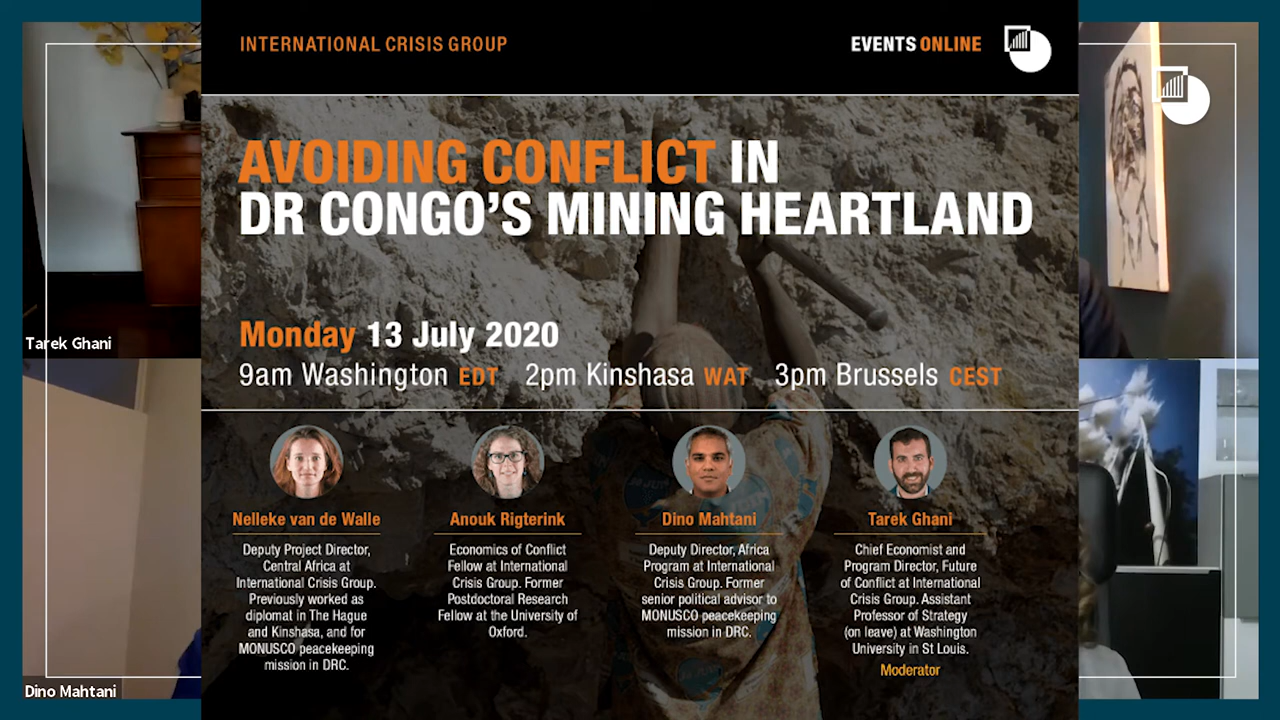 INTERNATIONAL CRISIS GROUP
EVENTS ONLINE
AVOIDING CONFLICT IN
DR CONGO'S MINING HEARTLAND
Monday 13 July 2020
9am Washington EDT 2pm Kinshasa WAT 3pm Brussels CEST
Nelleke van de Walle
Deputy Project Director,
Central Africa at
International Crisis Group.
Previously worked as
diplomat in The Hague
and Kinshasa, and for
MONUSCO peacekeeping
mission in DRC.
Anouk Rigterink
Economics of Conflict
Fellow at International
Crisis Group. Former
Postdoctoral Research
Fellow at the University of
Oxford.
Dino Mahtani
Deputy Director, Africa
Program at International
Crisis Group. Former
senior political advisor to
MONUSCO peacekeeping
mission in DRC.
Tarek Ghani
Chief Economist and
Program Director, Future
of Conflict at International
Crisis Group. Assistant
Professor of Strategy
(on leave) at Washington
University in St Louis.
Moderator
Tarek Ghani
Dino Mahtani